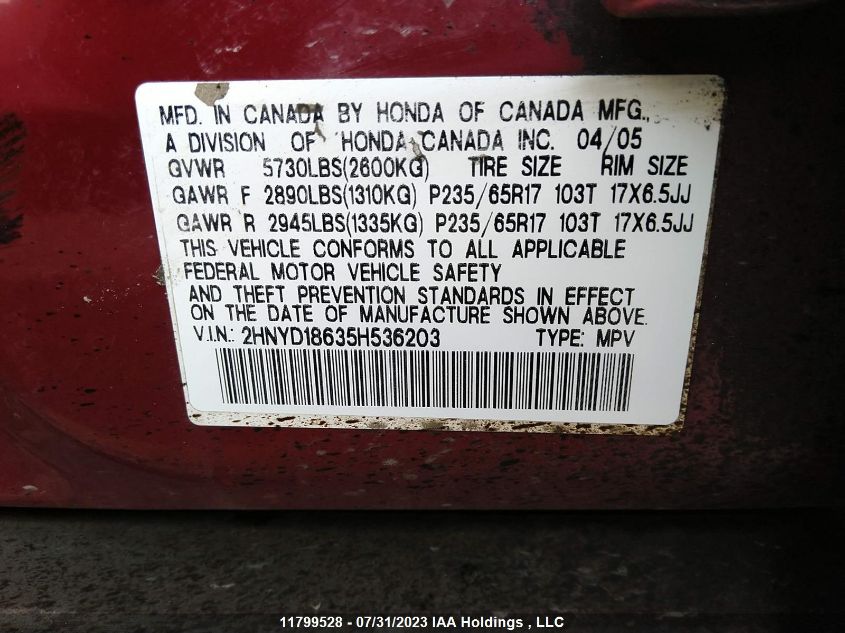 MFD. IN CANADA BY HONDA OF CANADA MFG.,
A DIVISION OF HONDA CANADA INC. 04/05
GVWR 5730LBS(2600KG) TIRE SIZE RIM SIZE
GAWR F 2890LBS(1310KG) P235/65R17 103T 17X6.5JJ
GAWR R 2945LBS(1335KG) P235/65R17 103T 17X6.5JJ
THIS VEHICLE CONFORMS TO ALL APPLICABLE
FEDERAL MOTOR VEHICLE SAFETY
AND THEFT PREVENTION STANDARDS IN EFFECT
ON THE DATE OF MANUFACTURE SHOWN ABOVE.
V.I.N.: 2HNYD18635H536203 TYPE: MPV
11799528 - 07/31/2023 IAA Holdings , LLC